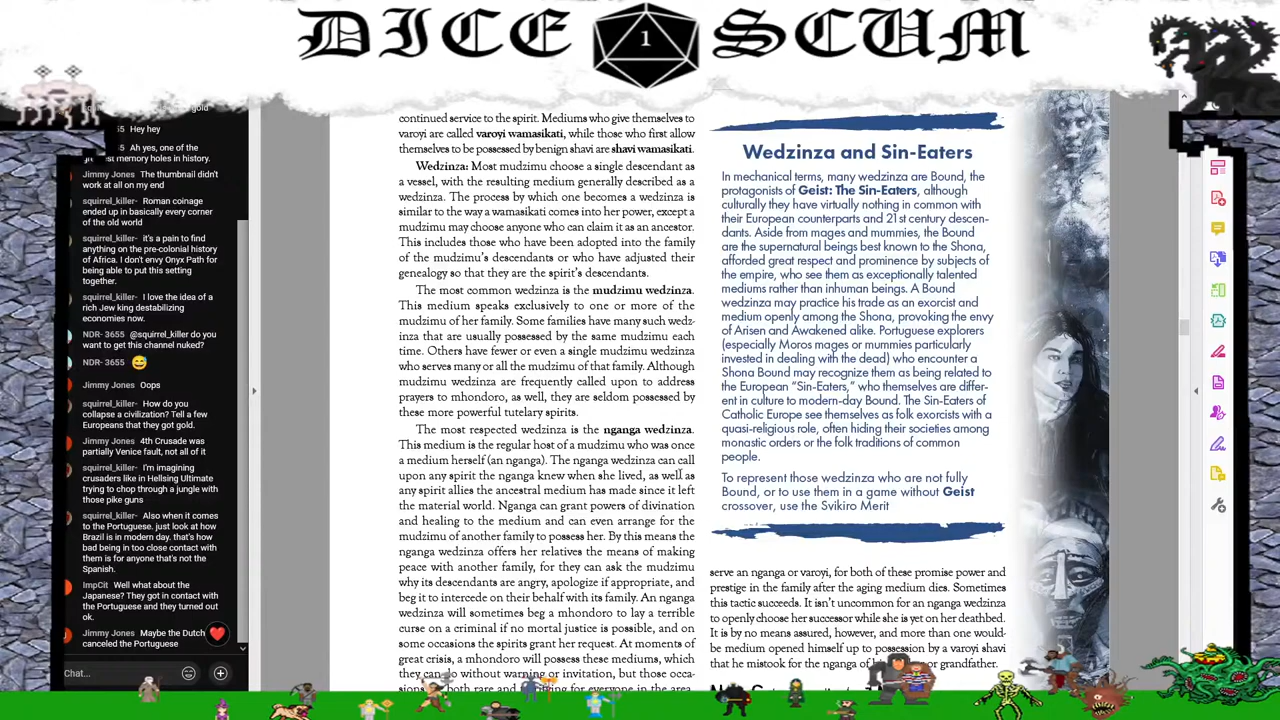 DICE 1 SCUM
Hey hey
Ah yes, one of the
memory holes in history.
Jimmy Jones The thumbnail didn't
work at all on my end
squirrel_killer- Roman coinage
ended up in basically every corner
of the old world
squirrel_killer- it's a pain to find
anything on the pre-colonial history
of Africa. I don't envy Onyx Path for
being able to put this setting
together.
squirrel_killer- I love the idea of a
rich Jew king destabilizing
economies now.
NDR- 3655 @squirrel_killer do you
want to get this channel nuked?
NDR- 3655 😅
Jimmy Jones Oops
squirrel_killer- How do you
collapse a civilization? Tell a few
Europeans that they got gold.
Jimmy Jones 4th Crusade was
partially Venice fault, not all of it
squirrel_killer- I'm imagining
crusaders like in Hellsing Ultimate
trying to chop through a jungle with
those pike guns
squirrel_killer- Also when it comes
to the Portuguese. just look at how
Brazil is in modern day. that's how
bad being in too close contact with
them is for anyone that's not the
Spanish.
ImpCit Well what about the
Japanese? They got in contact with
the Portuguese and they turned out
ok.
Jimmy Jones Maybe the Dutch
canceled the Portuguese
Chat...
continued service to the spirit. Mediums who give themselves to
varoyi are called varoyi wamasikati, while those who first allow
themselves to be possessed by benign shavi are shavi wamasikati.
Wedzinza: Most mudzimu choose a single descendant as
a vessel, with the resulting medium generally described as a
wedzinza. The process by which one becomes a wedzinza is
similar to the way a wamasikati comes into her power, except a
mudzimu may choose anyone who can claim it as an ancestor.
This includes those who have been adopted into the family
of the mudzimu's descendants or who have adjusted their
genealogy so that they are the spirit's descendants.
The most common wedzinza is the mudzimu wedzinza.
This medium speaks exclusively to one or more of the
mudzimu of her family. Some families have many such wedz-
inza that are usually possessed by the same mudzimu each
time. Others have fewer or even a single mudzimu wedzinza
who serves many or all the mudzimu of that family. Although
mudzimu wedzinza are frequently called upon to address
prayers to mhondoro, as well, they are seldom possessed by
these more powerful tutelary spirits.
The most respected wedzinza is the nganga wedzinza.
This medium is the regular host of a mudzimu who was once
a medium herself (an nganga). The nganga wedzinza can call
upon any spirit the nganga knew when she lived, as well as
any spirit allies the ancestral medium has made since it left
the material world. Nganga can grant powers of divination
and healing to the medium and can even arrange for the
mudzimu of another family to possess her. By this means the
nganga wedzinza offers her relatives the means of making
peace with another family, for they can ask the mudzimu
why its descendants are angry, apologize if appropriate, and
beg it to intercede on their behalf with its family. An nganga
wedzinza will sometimes beg a mhondoro to lay a terrible
curse on a criminal if no mortal justice is possible, and on
some occasions the spirits grant her request. At moments of
great crisis, a mhondoro will possess these mediums, which
they can do without warning or invitation, but those occa-
both rare and for everyone in the area.
Wedzinza and Sin-Eaters
In mechanical terms, many wedzinza are Bound, the
protagonists of Geist: The Sin-Eaters, although
culturally they have virtually nothing in common with
their European counterparts and 21st century descen-
dants. Aside from mages and mummies, the Bound
are the supernatural beings best known to the Shona,
afforded great respect and prominence by subjects of
the empire, who see them as exceptionally talented
mediums rather than inhuman beings. A Bound
wedzinza may practice his trade as an exorcist and
medium openly among the Shona, provoking the envy
of Arisen and Awakened alike. Portuguese explorers
(especially Moros mages or mummies particularly
invested in dealing with the dead) who encounter a
Shona Bound may recognize them as being related to
the European "Sin-Eaters," who themselves are differ-
ent in culture to modern-day Bound. The Sin-Eaters of
Catholic Europe see themselves as folk exorcists with a
quasi-religious role, often hiding their societies among
monastic orders or the folk traditions of common
people.
To represent those wedzinza who are not fully
Bound, or to use them in a game without Geist
crossover, use the Svikiro Merit
serve an nganga or varoyi, for both of these promise power and
prestige in the family after the aging medium dies. Sometimes
this tactic succeeds. It isn't uncommon for an nganga wedzinza
to openly choose her successor while she is yet on her deathbed.
It is by no means assured, however, and more than one would-
be medium opened himself up to possession by a varoyi shavi
that he mistook for the nganga of or grandfather.